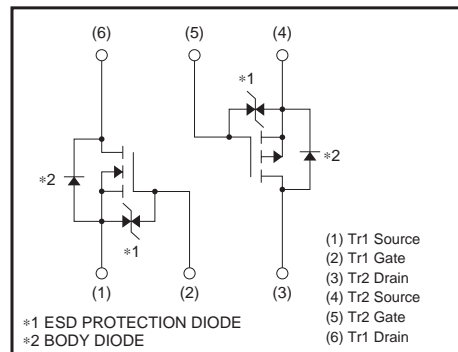 (6) (5) (4)
*1
*2
*2
*1
(1) (2) (3)
(1) Tr1 Source
(2) Tr1 Gate
(3) Tr2 Drain
(4) Tr2 Source
(5) Tr2 Gate
(6) Tr1 Drain
*1 ESD PROTECTION DIODE
*2 BODY DIODE